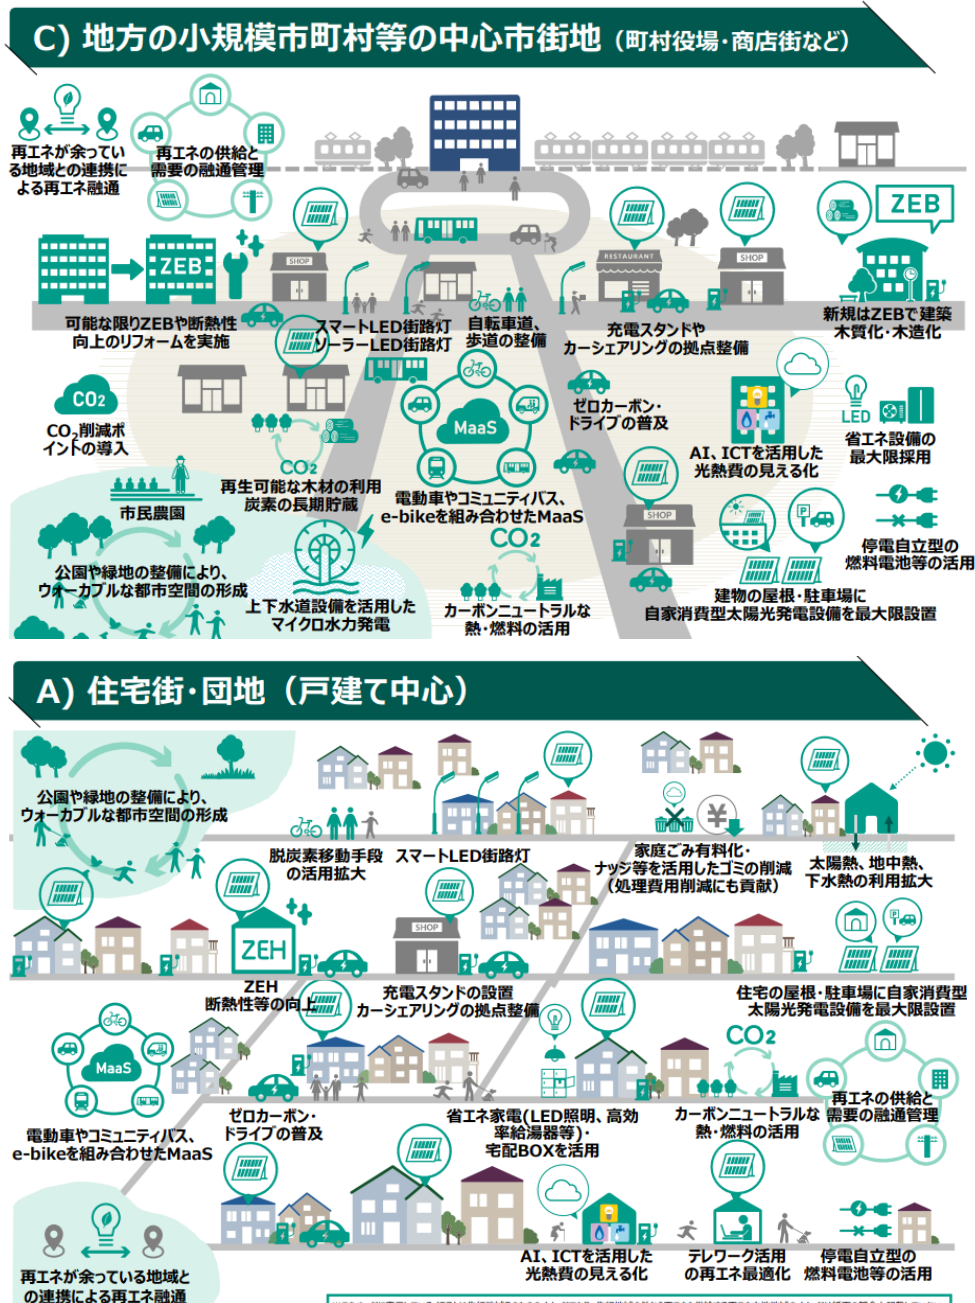 C) 地方の小規模市町村等の中心市街地（町村役場・商店街など）
再エネが余ってい
る地域との連携に
よる再エネ融通
再エネの供給と
需要の融通管理
ZEB
ZEB
SHOP
RESTAURANT
SHOP
可能な限りZEBや断熱性
向上のリフォームを実施
スマートLED街路灯
ソーラーLED街路灯
自転車道、
歩道の整備
充電スタンドや
カーシェアリングの拠点整備
新規はZEBで建築
木質化・木造化
CO2
CO2削減ポ
イントの導入
CO2
再生可能な木材の利用
炭素の長期貯蔵
MaaS
電動車やコミュニティバス、
e-bikeを組み合わせたMaaS
ゼロカーボン・
ドライブの普及
AI、ICTを活用した
光熱費の見える化
LED
省エネ設備の
最大限採用
市民農園
公園や緑地の整備により、
ウォーカブルな都市空間の形成
上下水道設備を活用した
マイクロ水力発電
CO2
カーボンニュートラルな
熱・燃料の活用
SHOP
P
停電自立型の
燃料電池等の活用
建物の屋根・駐車場に
自家消費型太陽光発電設備を最大限設置
A) 住宅街・団地（戸建て中心）
公園や緑地の整備により、
ウォーカブルな都市空間の形成
脱炭素移動手段
の活用拡大
スマートLED街路灯
¥
家庭ごみ有料化・
ナッジ等を活用したゴミの削減
（処理費用削減にも貢献）
太陽熱、地中熱、
下水熱の利用拡大
ZEH
SHOP
P
ZEH
断熱性等の向上
充電スタンドの設置
カーシェアリングの拠点整備
住宅の屋根・駐車場に自家消費型
太陽光発電設備を最大限設置
MaaS
電動車やコミュニティバス、
e-bikeを組み合わせたMaaS
ゼロカーボン・
ドライブの普及
省エネ家電(LED照明、高効
率給湯器等)・
宅配BOXを活用
CO2
カーボンニュートラルな
熱・燃料の活用
再エネの供給と
需要の融通管理
再エネが余っている地域と
の連携による再エネ融通
AI、ICTを活用した
光熱費の見える化
テレワーク活用
の再エネ最適化
停電自立型の
燃料電池等の活用